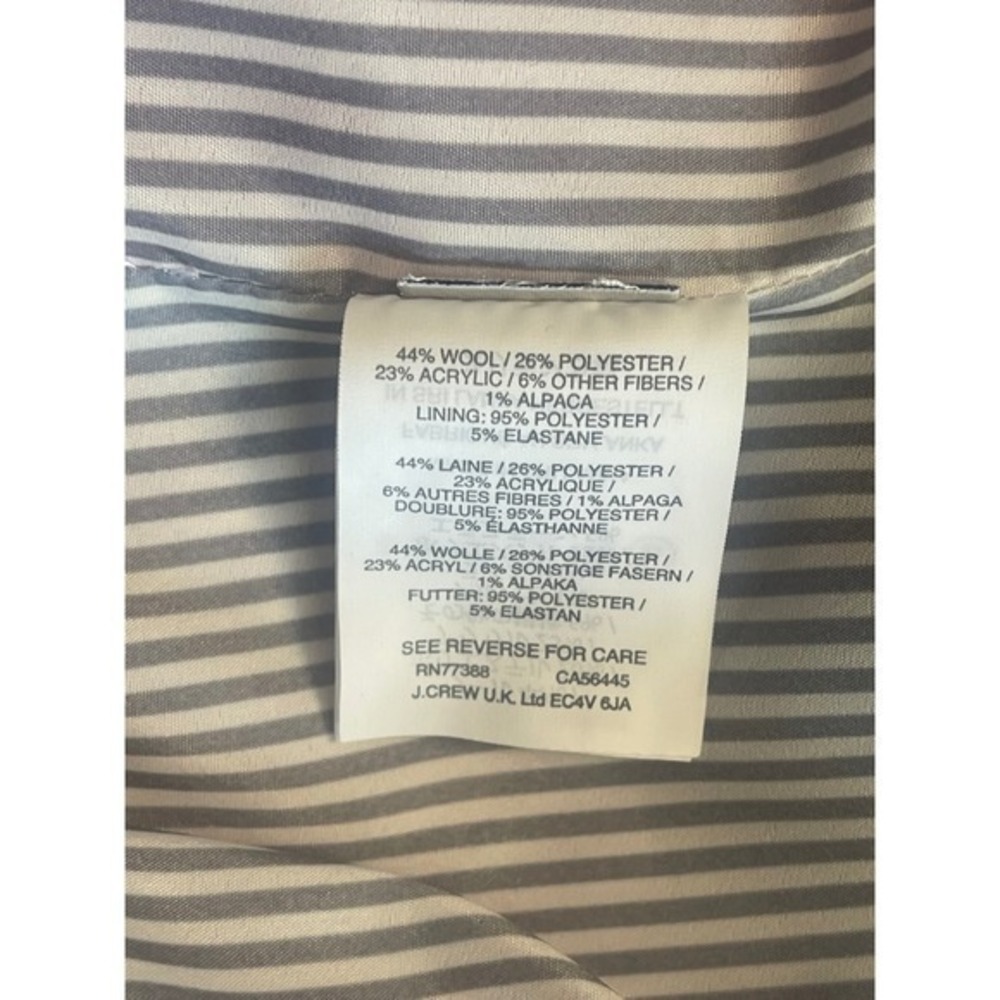 44% WOOL / 26% POLYESTER /
23% ACRYLIC / 6% OTHER FIBERS /
1% ALPACA
LINING: 95% POLYESTER /
5% ELASTANE
44% LAINE / 26% POLYESTER /
23% ACRYLIQUE /
6% AUTRES FIBRES / 1% ALPAGA
DOUBLURE: 95% POLYESTER /
5% ÉLASTHANNE
44% WOLLE / 26% POLYESTER /
23% ACRYL / 6% SONSTIGE FASERN /
1% ALPAKA
FUTTER: 95% POLYESTER /
5% ELASTAN
SEE REVERSE FOR CARE
RN77388 CA56445
J.CREW U.K. Ltd EC4V 6JA